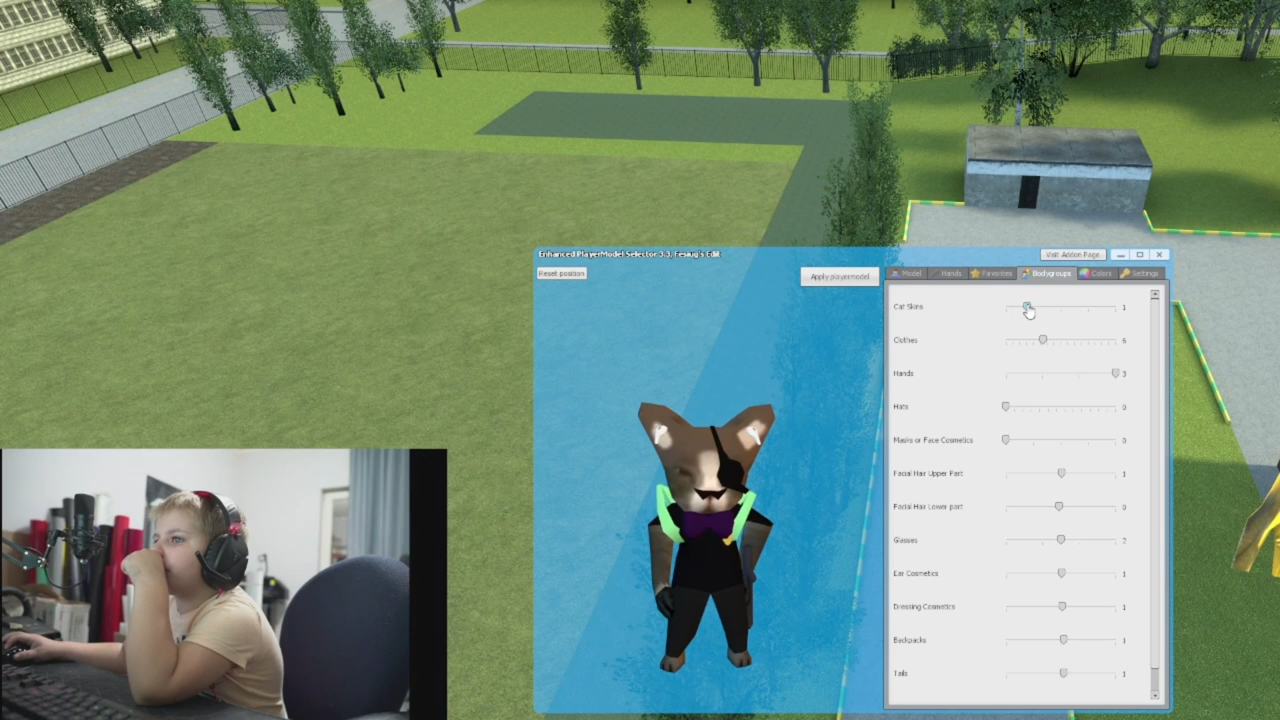 Enhanced PlayerModel Selector 3.3, Fesiug's Edit
Visit Addon Page
Reset position
Apply playermodel
Model
Hands
Favorites
Bodygroups
Colors
Settings
Cat Skins 1
Clothes 6
Hands 3
Hats 0
Masks or Face Cosmetics 0
Facial Hair Upper Part 1
Facial Hair Lower part 0
Glasses 2
Ear Cosmetics 1
Dressing Cosmetics 1
Backpacks 1
Tails 1